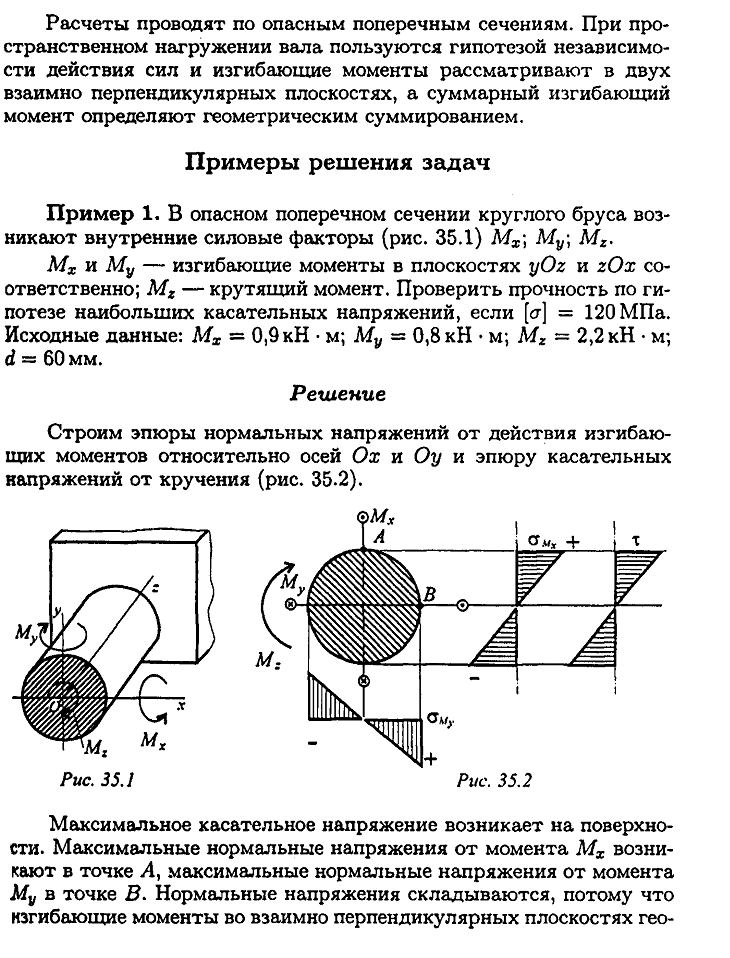 Расчеты проводят по опасным поперечным сечениям. При про-
странственном нагружении вала пользуются гипотезой независимо-
сти действия сил и изгибающие моменты рассматривают в двух
взаимно перпендикулярных плоскостях, а суммарный изгибающий
момент определяют геометрическим суммированием.
Примеры решения задач
Пример 1. В опасном поперечном сечении круглого бруса воз-
никают внутренние силовые факторы (рис. 35.1) Mx; My; Mz.
Mx и My — изгибающие моменты в плоскостях yOz и zOx со-
ответственно; Mz — крутящий момент. Проверить прочность по ги-
потезе наибольших касательных напряжений, если [σ] = 120 МПа.
Исходные данные: Mx = 0,9 кН · м; My = 0,8 кН · м; Mz = 2,2 кН · м;
d = 60 мм.
Решение
Строим эпюры нормальных напряжений от действия изгибаю-
щих моментов относительно осей Ox и Oy и эпюру касательных
напряжений от кручения (рис. 35.2).
y
z
My
O
x
Mz
Mx
Рис. 35.1
Mx
A
σMx
+
τ
My
B
Mz
-
σMy
-
+
Рис. 35.2
Максимальное касательное напряжение возникает на поверхно-
сти. Максимальные нормальные напряжения от момента Mx возни-
кают в точке A, максимальные нормальные напряжения от момента
My в точке B. Нормальные напряжения складываются, потому что
изгибающие моменты во взаимно перпендикулярных плоскостях гео-